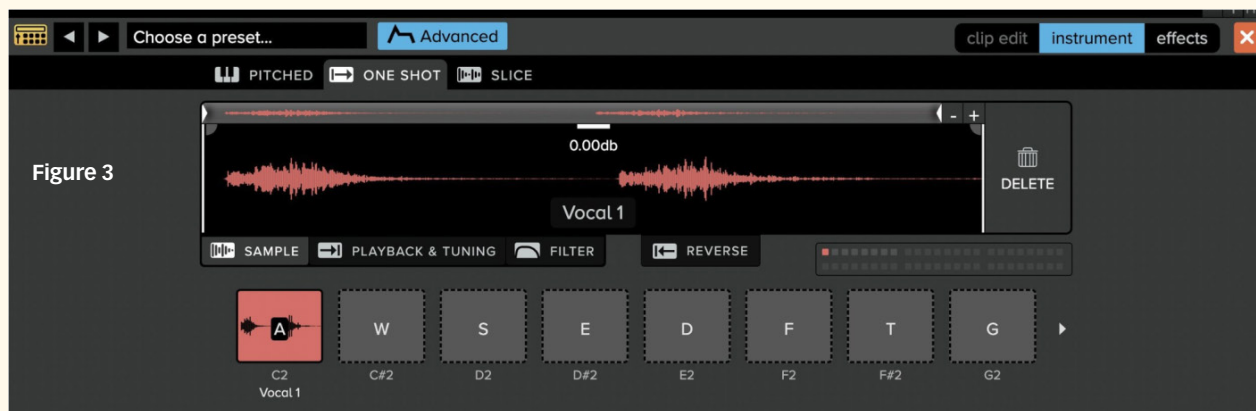 Choose a preset... Advanced clip edit instrument effects
PITCHED ONE SHOT SLICE
- +
0.00db
Figure 3
DELETE
Vocal 1
SAMPLE PLAYBACK & TUNING FILTER REVERSE
A W S E D F T G
C2 C#2 D2 D#2 E2 F2 F#2 G2
Vocal 1